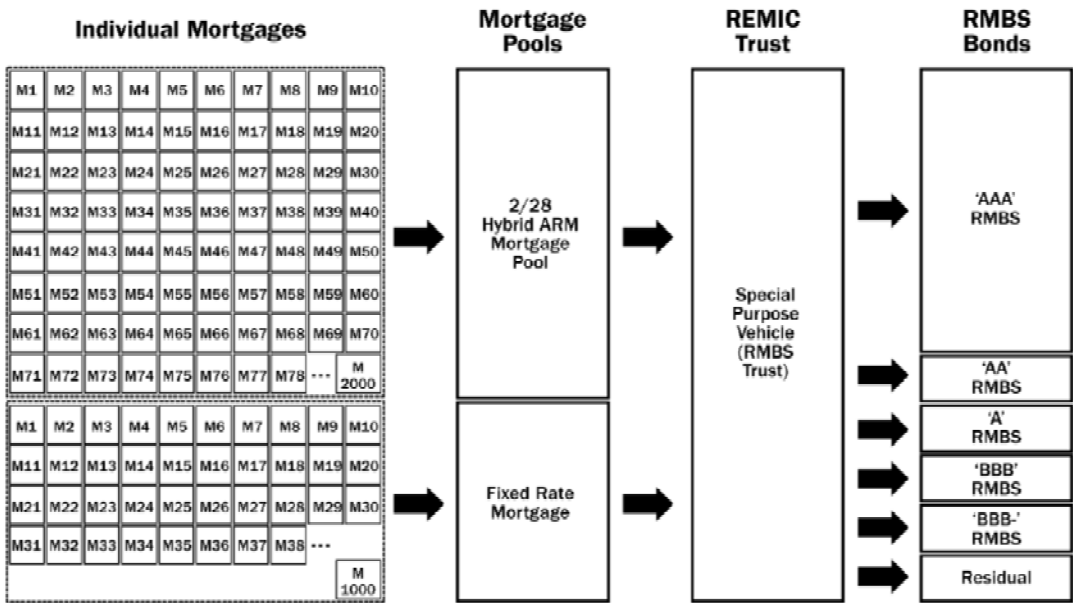 Individual Mortgages
Mortgage
Pools
REMIC
Trust
RMBS
Bonds
M1 M2 M3 M4 M5 M6 M7 M8 M9 M10
M11 M12 M13 M14 M15 M16 M17 M18 M19 M20
M21 M22 M23 M24 M25 M26 M27 M28 M29 M30
M31 M32 M33 M34 M35 M36 M37 M38 M39 M40
M41 M42 M43 M44 M45 M46 M47 M48 M49 M50
M51 M52 M53 M54 M55 M56 M57 M58 M59 M60
M61 M62 M63 M64 M65 M66 M67 M68 M69 M70
M71 M72 M73 M74 M75 M76 M77 M78 --- M
2000
M1 M2 M3 M4 M5 M6 M7 M8 M9 M10
M11 M12 M13 M14 M15 M16 M17 M18 M19 M20
M21 M22 M23 M24 M25 M26 M27 M28 M29 M30
M31 M32 M33 M34 M35 M36 M37 M38 ---
M
1000
2/28
Hybrid ARM
Mortgage
Pool
Fixed Rate
Mortgage
Special
Purpose
Vehicle
(RMBS
Trust)
'AAA'
RMBS
'AA'
RMBS
'A'
RMBS
'BBB'
RMBS
'BBB-'
RMBS
Residual